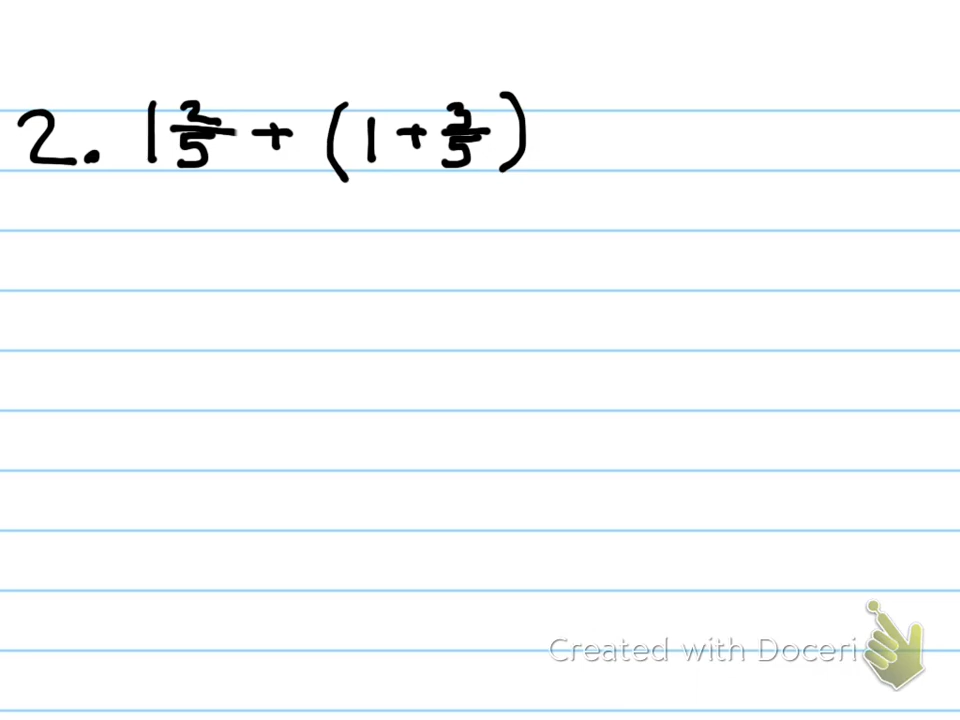 2. 1 2/5 + (1 + 3/5)
Created with Doceri